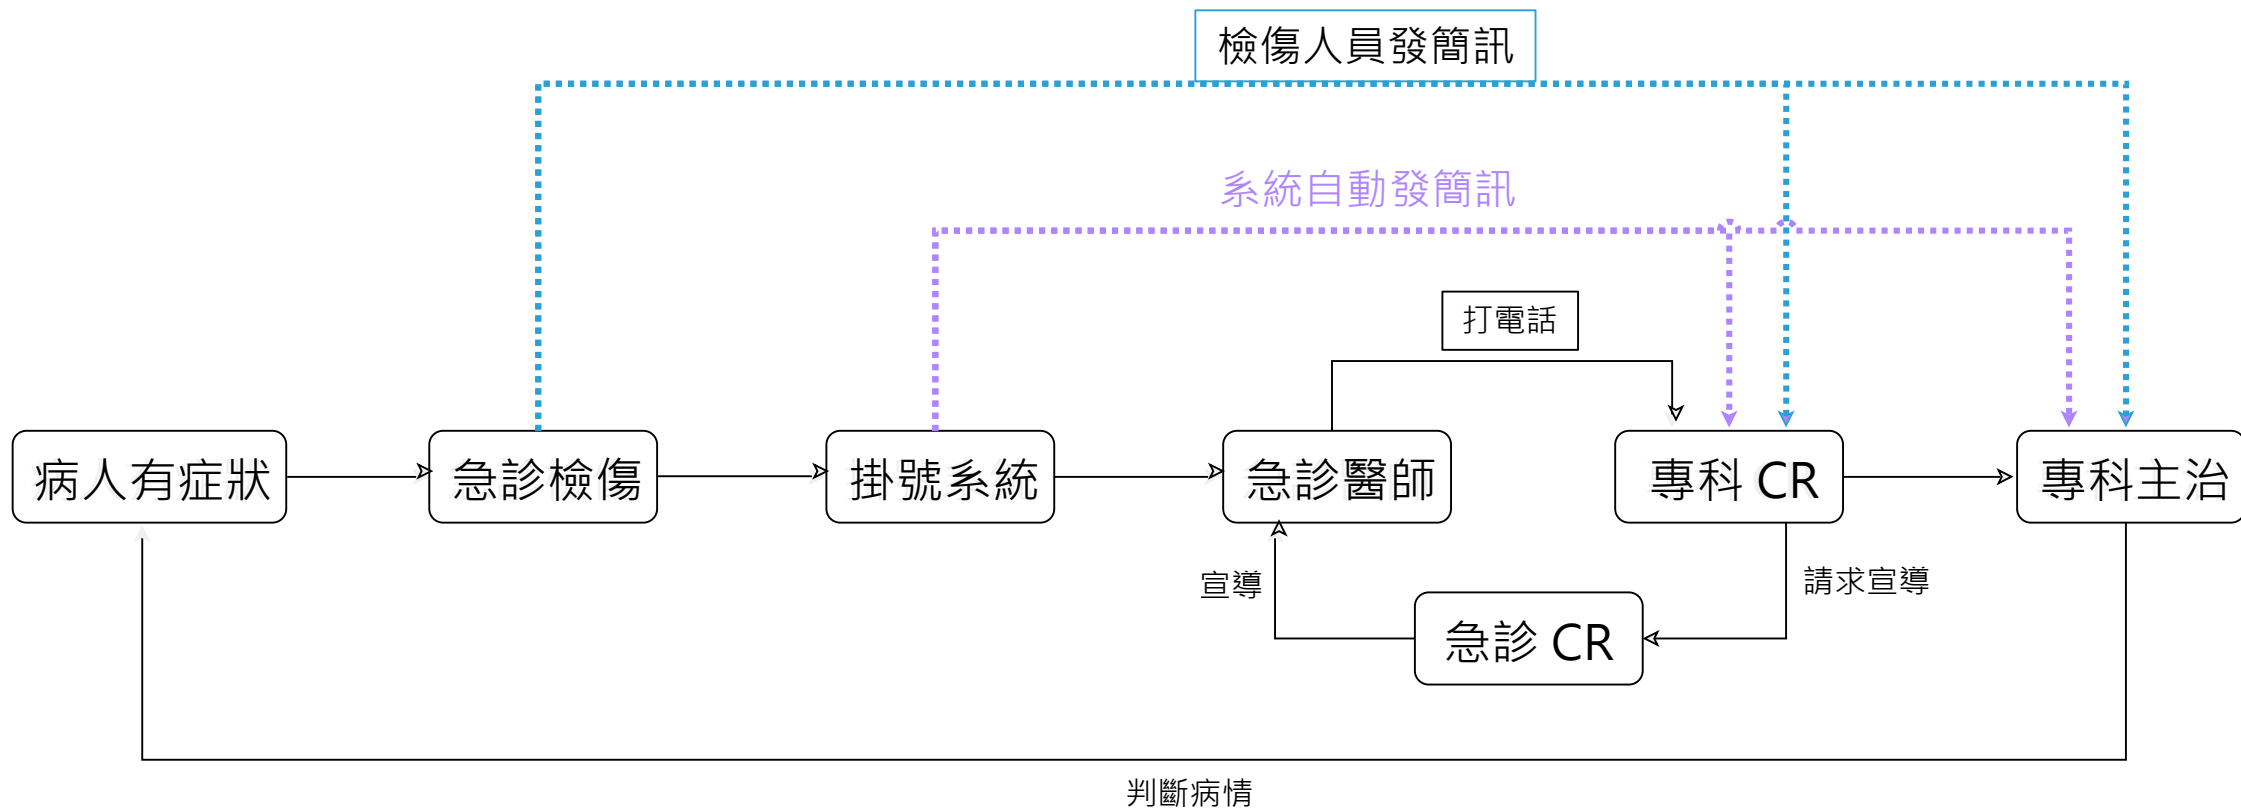 檢傷人員發簡訊
系統自動發簡訊
打電話
病人有症狀
急診檢傷
掛號系統
急診醫師
專科 CR
專科主治
宣導
請求宣導
急診 CR
判斷病情